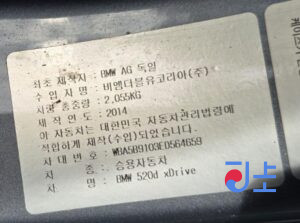 최초 제작자 : BMW AG 독일
수 입 자 명 : 비엠더블유코리아(주)
차량 총중량 : 2,055KG
제 작 년 도 : 2014
이 자동차는 대한민국 자동차관리법령에
적합하게 제작(수입)되었습니다.
차 대 번 호 : WBA5B9103ED564659
차 종 : 승용자동차
차 명 : BMW 520d xDrive